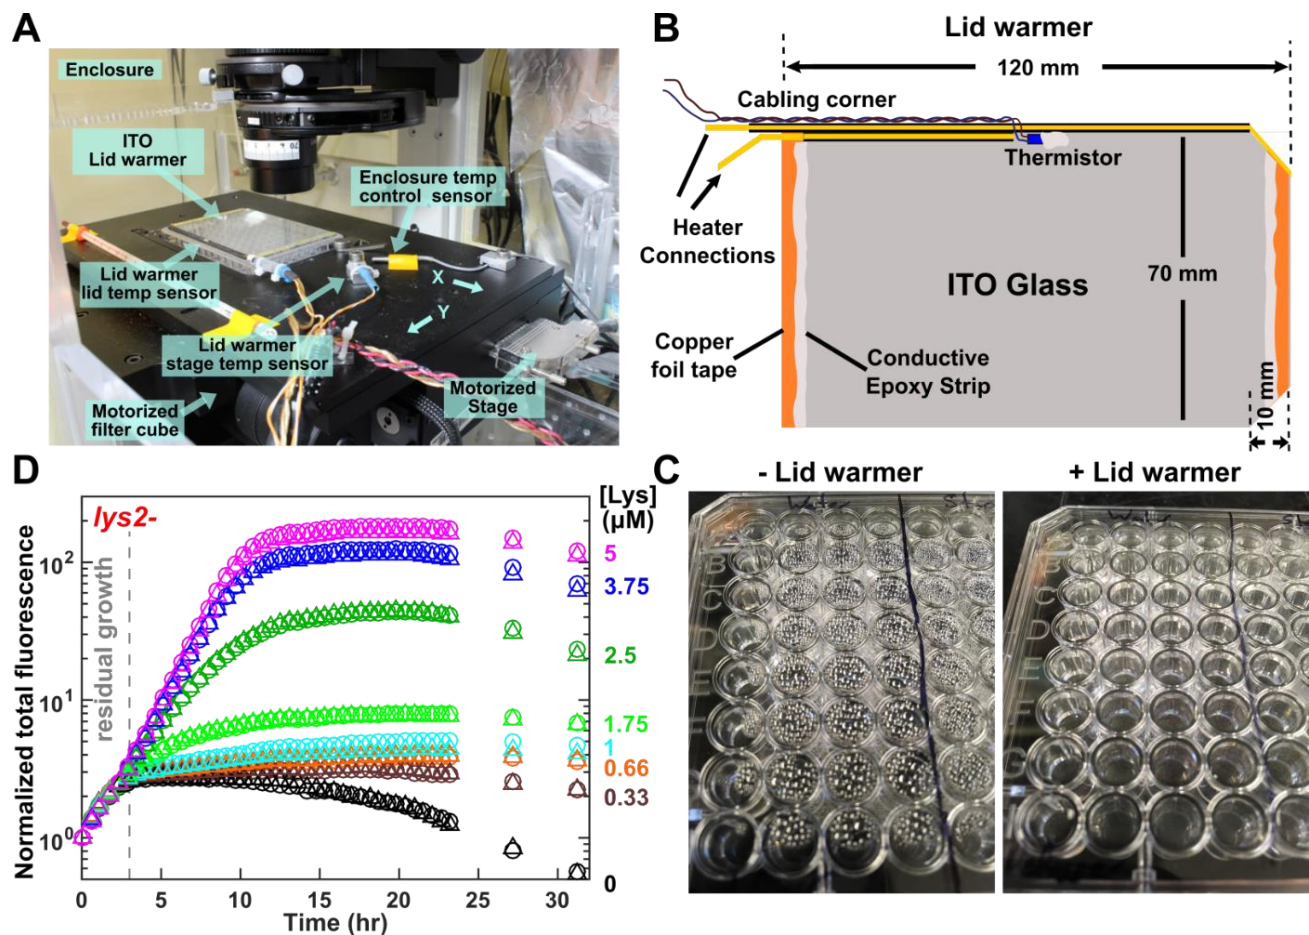 A
Enclosure
ITO
Lid warmer
Enclosure temp
control sensor
Lid warmer
lid temp sensor
X
Y
Lid warmer
stage temp sensor
Motorized
Stage
Motorized
filter cube
B
Lid warmer
120 mm
Cabling corner
Thermistor
Heater
Connections
70 mm
ITO Glass
Copper
foil tape
Conductive
Epoxy Strip
10 mm
D
lys2-
[Lys]
(µM)
residual growth
Normalized total fluorescence
10²
10¹
10⁰
5
3.75
2.5
1.75
1
0.66
0.33
0
0
5
10
15
20
25
30
Time (hr)
C
- Lid warmer
+ Lid warmer
Water
B
C
D
E
F
G
Water
B
C
D
E
F
G